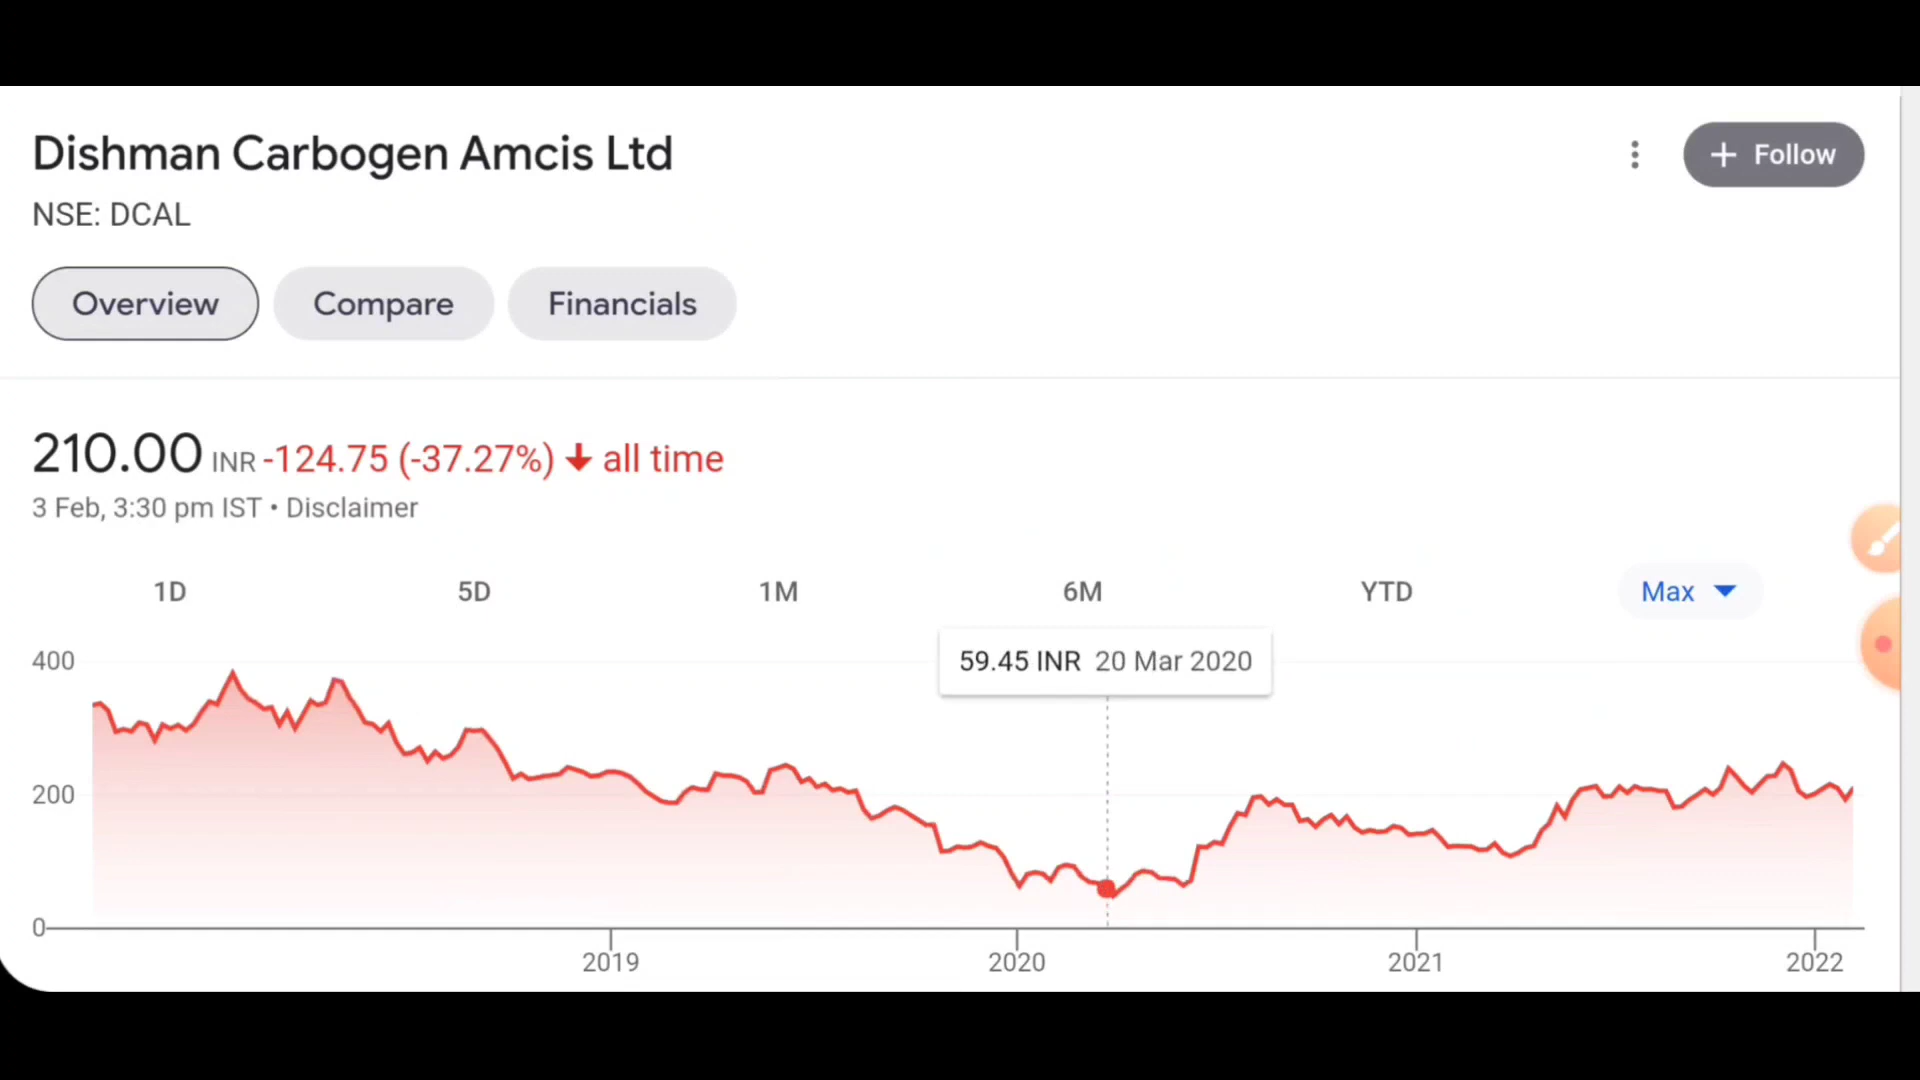 Dishman Carbogen Amcis Ltd
+ Follow
NSE: DCAL
Overview Compare Financials
210.00 INR -124.75 (-37.27%) ↓ all time
3 Feb, 3:30 pm IST • Disclaimer
1D 5D 1M 6M YTD Max
59.45 INR 20 Mar 2020
400
200
0
2019 2020 2021 2022